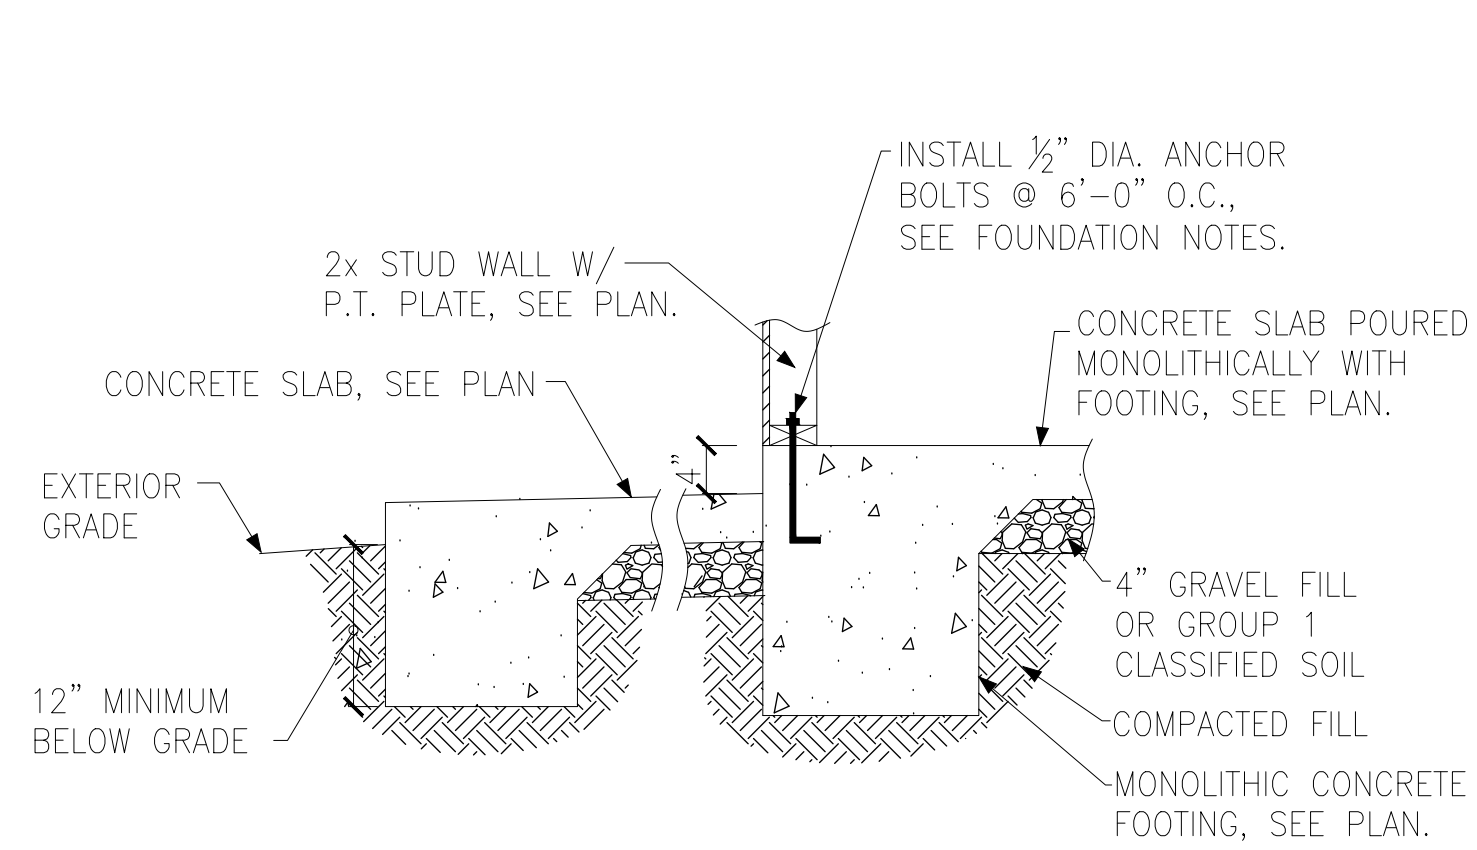 INSTALL ½" DIA. ANCHOR
BOLTS @ 6'-0" O.C.,
SEE FOUNDATION NOTES.
2x STUD WALL W/
P.T. PLATE, SEE PLAN.
CONCRETE SLAB POURED
MONOLITHICALLY WITH
FOOTING, SEE PLAN.
CONCRETE SLAB, SEE PLAN
4"
EXTERIOR
GRADE
4" GRAVEL FILL
OR GROUP 1
CLASSIFIED SOIL
12" MINIMUM
BELOW GRADE
COMPACTED FILL
MONOLITHIC CONCRETE
FOOTING, SEE PLAN.